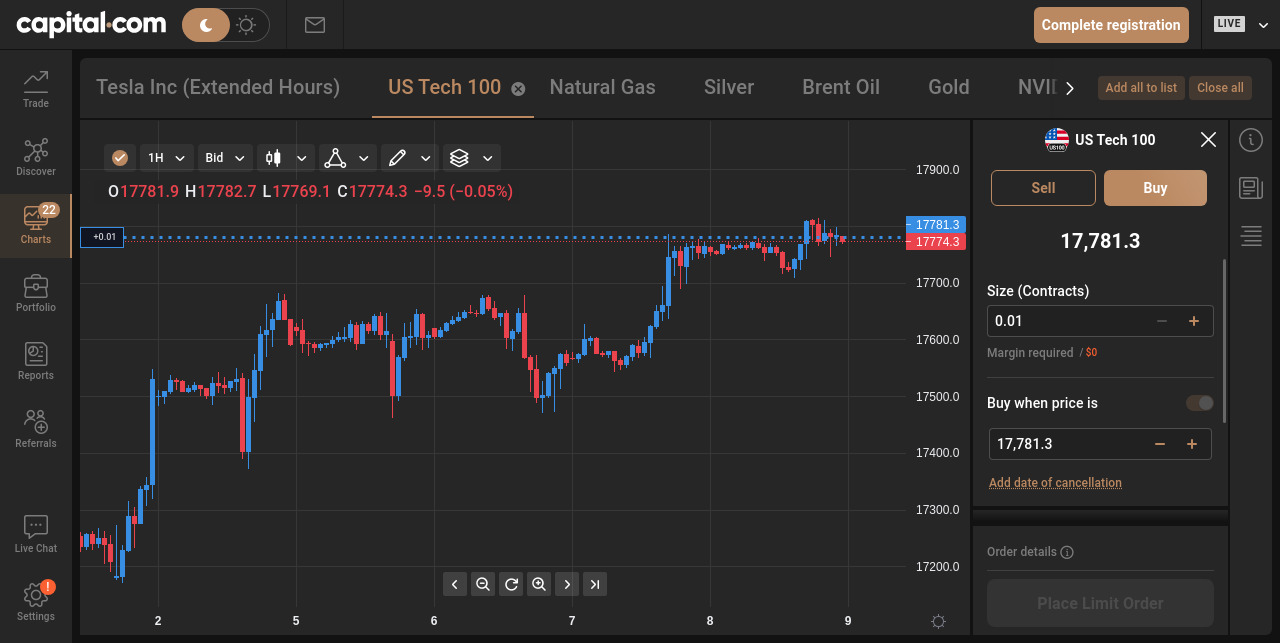 capital.com
Complete registration
LIVE
Trade
Discover
22
Charts
Portfolio
Reports
Referrals
Live Chat
!
Settings
Tesla Inc (Extended Hours)
US Tech 100
Natural Gas
Silver
Brent Oil
Gold
NVI
Add all to list
Close all
1H
Bid
O17781.9 H17782.7 L17769.1 C17774.3 −9.5 (−0.05%)
+0.01
17900.0
17781.3
17774.3
17700.0
17600.0
17500.0
17400.0
17300.0
17200.0
2 5 6 7 8 9
US100
US Tech 100
Sell
Buy
17,781.3
Size (Contracts)
0.01 − +
Margin required / $0
Buy when price is
17,781.3 − +
Add date of cancellation
Order details
Place Limit Order